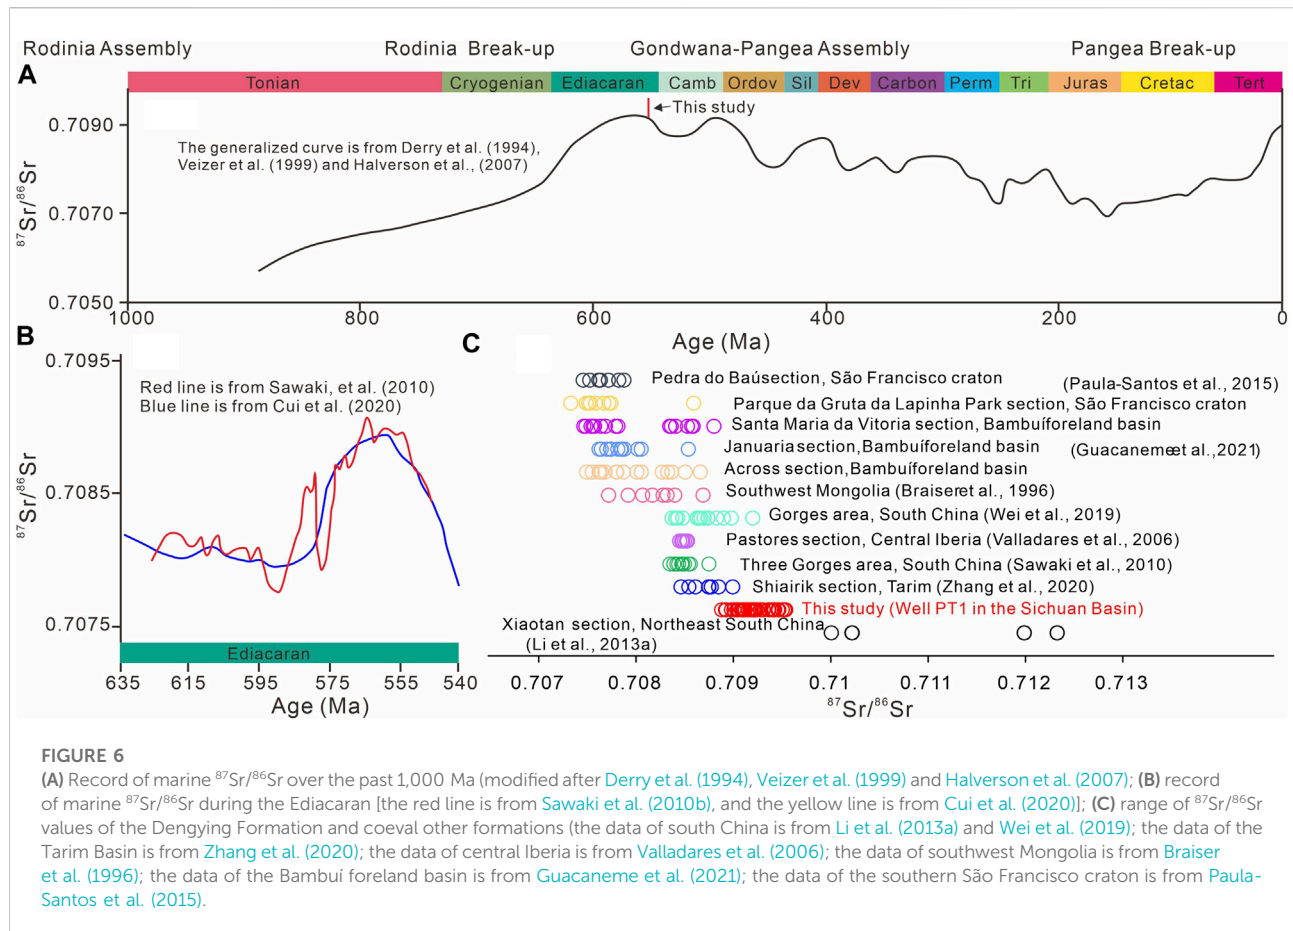 Rodinia Assembly
Rodinia Break-up
Gondwana-Pangea Assembly
Pangea Break-up
A
Tonian
Cryogenian
Ediacaran
Camb
Ordov
Sil
Dev
Carbon
Perm
Tri
Juras
Cretac
Tert
This study
The generalized curve is from Derry et al. (1994),
Veizer et al. (1999) and Halverson et al., (2007)
0.7090
0.7070
0.7050
87Sr/86Sr
1000
800
600
400
200
0
Age (Ma)
B
0.7095
0.7085
0.7075
87Sr/86Sr
Red line is from Sawaki, et al. (2010)
Blue line is from Cui et al. (2020)
Ediacaran
635
615
595
575
555
540
Age (Ma)
C
Pedra do Baúsection, São Francisco craton
(Paula-Santos et al., 2015)
Parque da Gruta da Lapinha Park section, São Francisco craton
Santa Maria da Vitoria section, Bambuíforeland basin
Januaria section,Bambuíforeland basin
(Guacanemeet al.,2021)
Across section,Bambuíforeland basin
Southwest Mongolia (Braiseret al., 1996)
Gorges area, South China (Wei et al., 2019)
Pastores section, Central Iberia (Valladares et al., 2006)
Three Gorges area, South China (Sawaki et al., 2010)
Shiairik section, Tarim (Zhang et al., 2020)
This study (Well PT1 in the Sichuan Basin)
Xiaotan section, Northeast South China
(Li et al., 2013a)
0.707
0.708
0.709
0.71
0.711
0.712
0.713
87Sr/86Sr
FIGURE 6
(A) Record of marine 87Sr/86Sr over the past 1,000 Ma (modified after Derry et al. (1994), Veizer et al. (1999) and Halverson et al. (2007); (B) record
of marine 87Sr/86Sr during the Ediacaran [the red line is from Sawaki et al. (2010b), and the yellow line is from Cui et al. (2020)]; (C) range of 87Sr/86Sr
values of the Dengying Formation and coeval other formations (the data of south China is from Li et al. (2013a) and Wei et al. (2019); the data of the
Tarim Basin is from Zhang et al. (2020); the data of central Iberia is from Valladares et al. (2006); the data of southwest Mongolia is from Braiser
et al. (1996); the data of the Bambuí foreland basin is from Guacaneme et al. (2021); the data of the southern São Francisco craton is from Paula-
Santos et al. (2015).